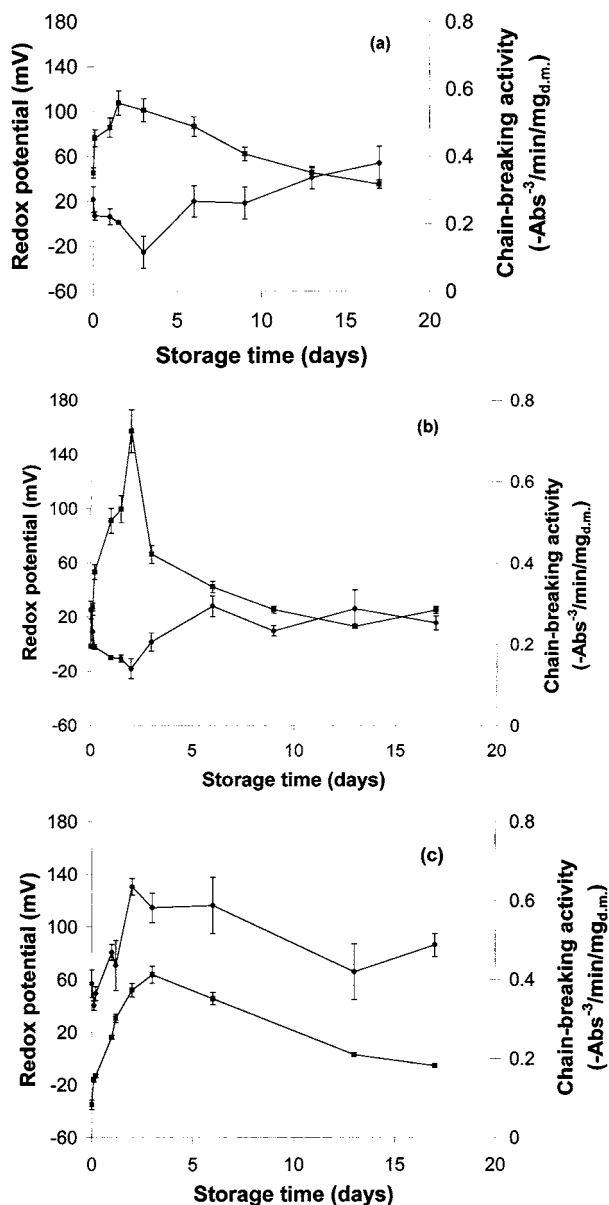 (a)
Redox potential (mV)
180
140
100
60
20
-20
-60
0.8
0.6
0.4
0.2
0
Chain-breaking activity
(-Abs⁻³/min/mg d.m.)
0 5 10 15 20
Storage time (days)
(b)
Redox potential (mV)
180
140
100
60
20
-20
-60
0.8
0.6
0.4
0.2
0
Chain-breaking activity
(-Abs⁻³/min/mg d.m.)
0 5 10 15 20
Storage time (days)
(c)
Redox potential (mV)
180
140
100
60
20
-20
-60
0.8
0.6
0.4
0.2
0
Chain-breaking activity
(-Abs⁻³/min/mg d.m.)
0 5 10 15 20
Storage time (days)